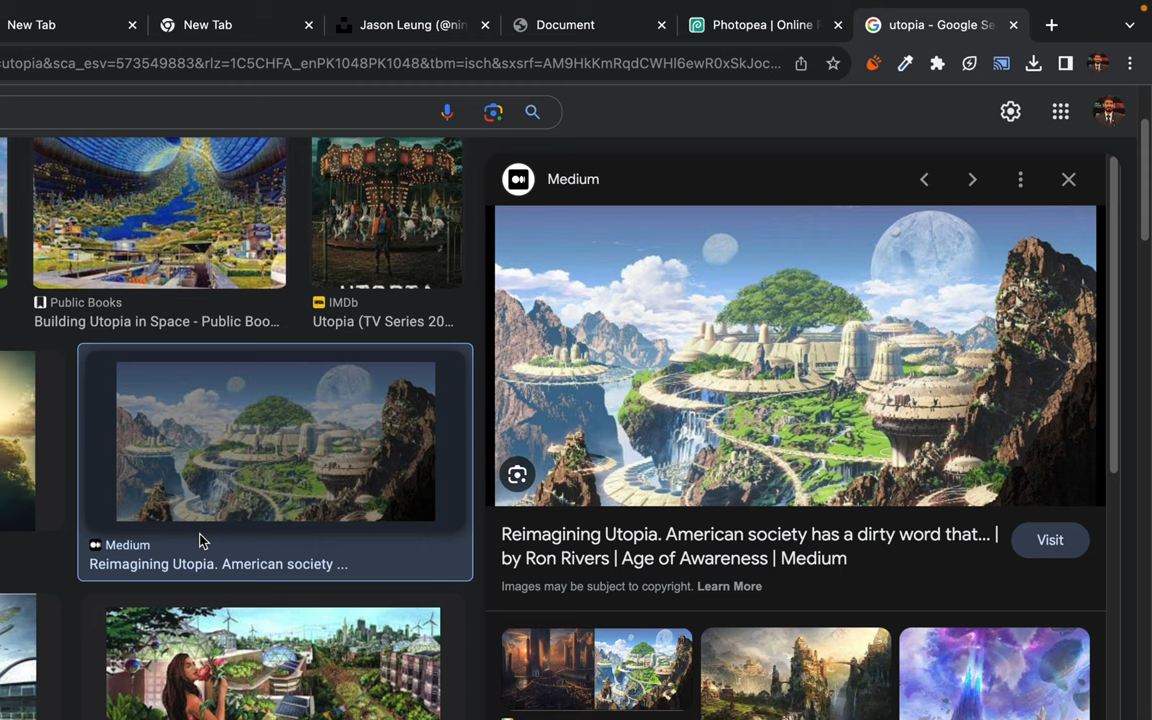 New Tab
New Tab
Jason Leung (@nin
Document
Photopea | Online P
utopia - Google Se
=utopia&sca_esv=573549883&rlz=1C5CHFA_enPK1048PK1048&tbm=isch&sxsrf=AM9HkKmRqdCWHl6ewR0xSkJoc...
Medium
Public Books
Building Utopia in Space - Public Boo...
IMDb
Utopia (TV Series 20...
Medium
Reimagining Utopia. American society ...
Reimagining Utopia. American society has a dirty word that... |
by Ron Rivers | Age of Awareness | Medium
Visit
Images may be subject to copyright. Learn More